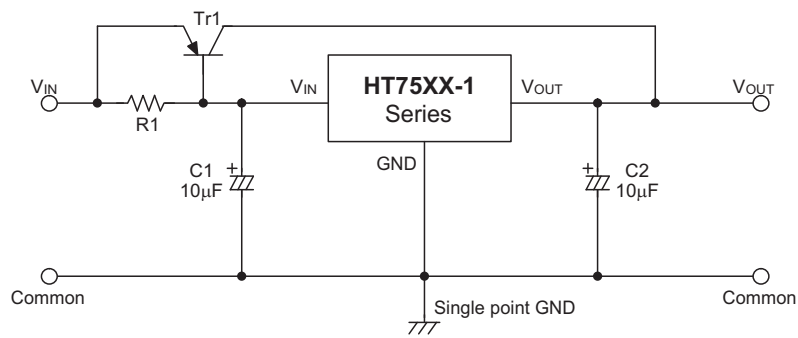 Tr1
VIN
R1
VIN
HT75XX-1
Series
VOUT
VOUT
GND
C1
10μF
C2
10μF
Common
Single point GND
Common